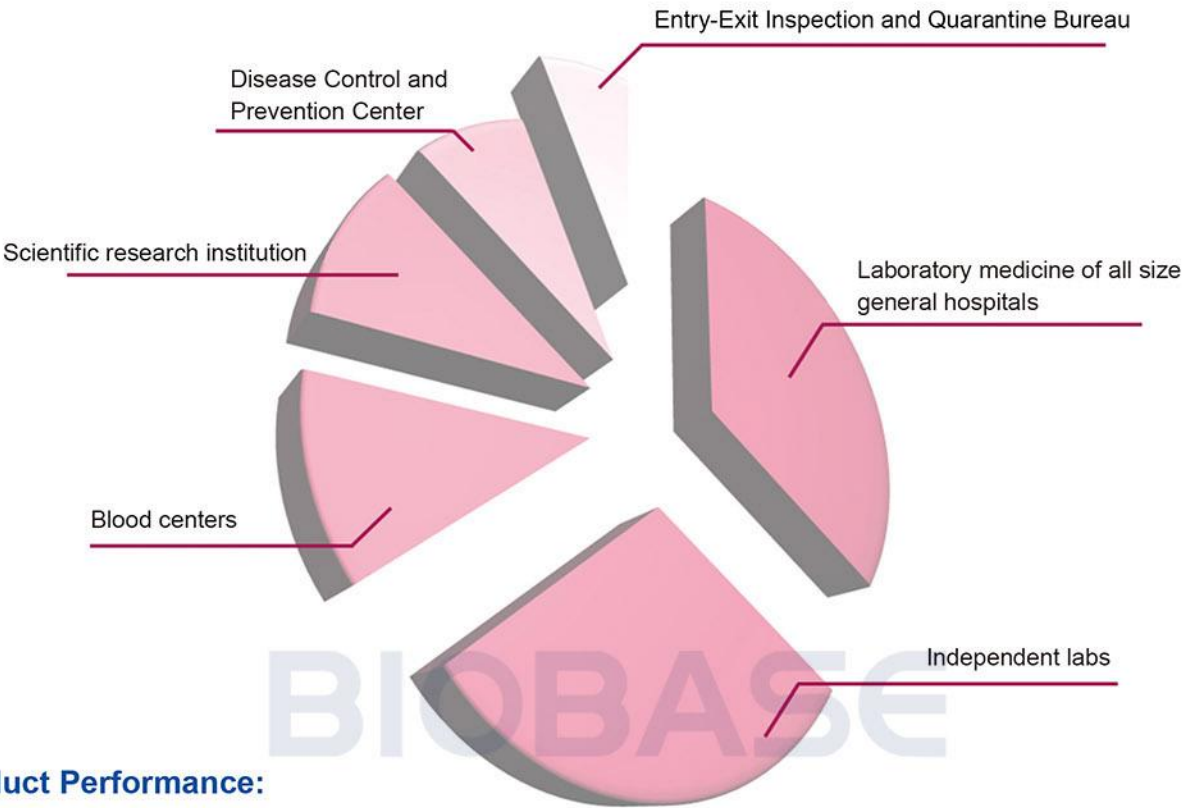 Entry-Exit Inspection and Quarantine Bureau
Disease Control and
Prevention Center
Scientific research institution
Laboratory medicine of all size
general hospitals
Blood centers
Independent labs
BIOBASE
Performance: